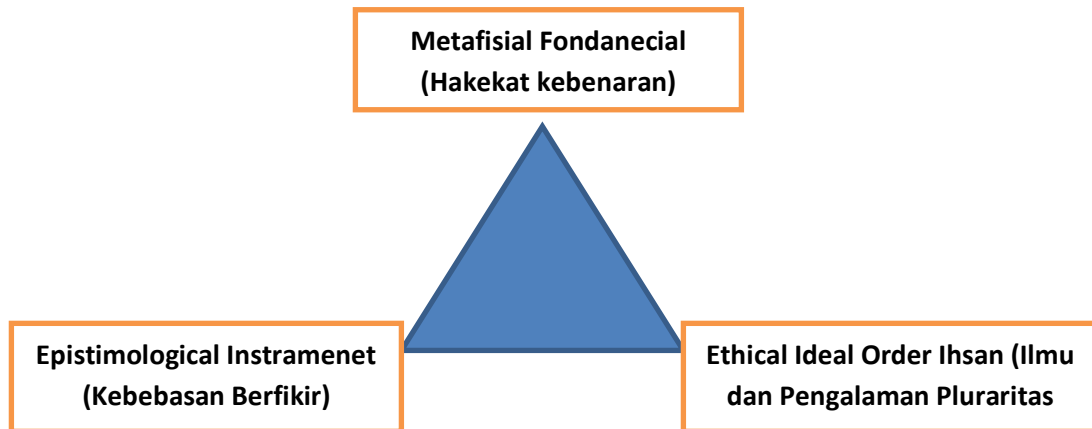 Metafisial Fondanecial
(Hakekat kebenaran)
Epistimological Instramenet
(Kebebasan Berfikir)
Ethical Ideal Order Ihsan (Ilmu
dan Pengalaman Pluraritas